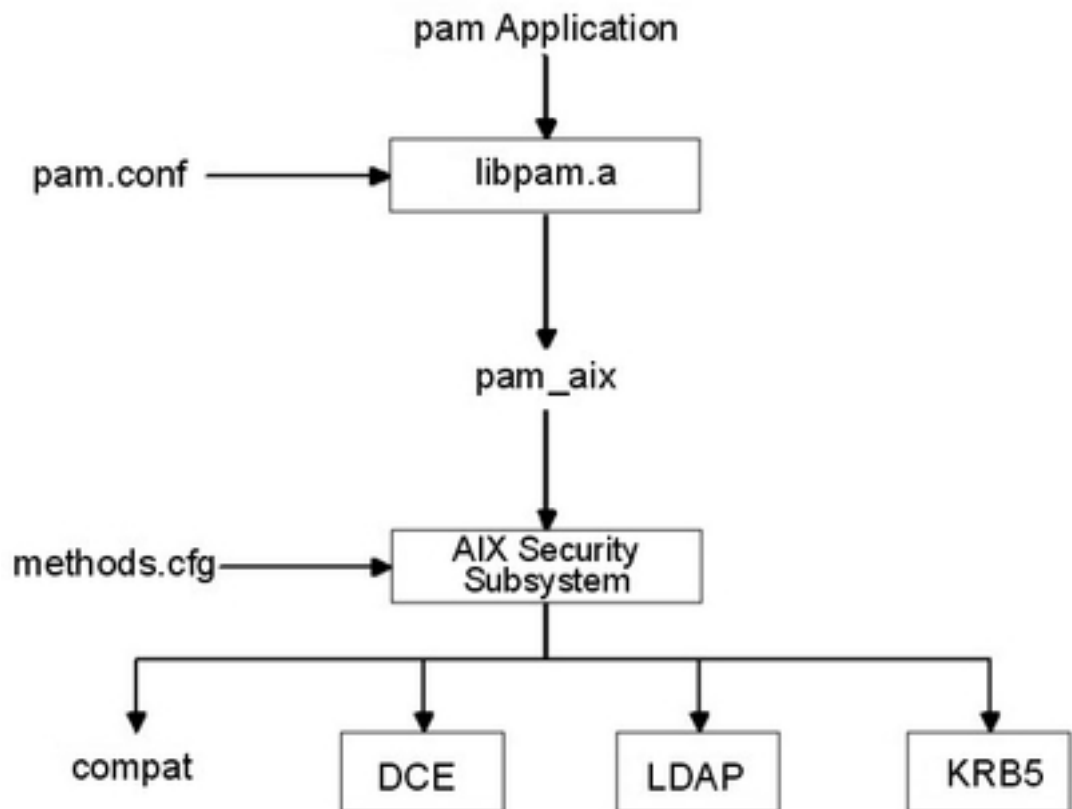 pam Application
pam.conf
libpam.a
pam_aix
methods.cfg
AIX Security
Subsystem
compat
DCE
LDAP
KRB5